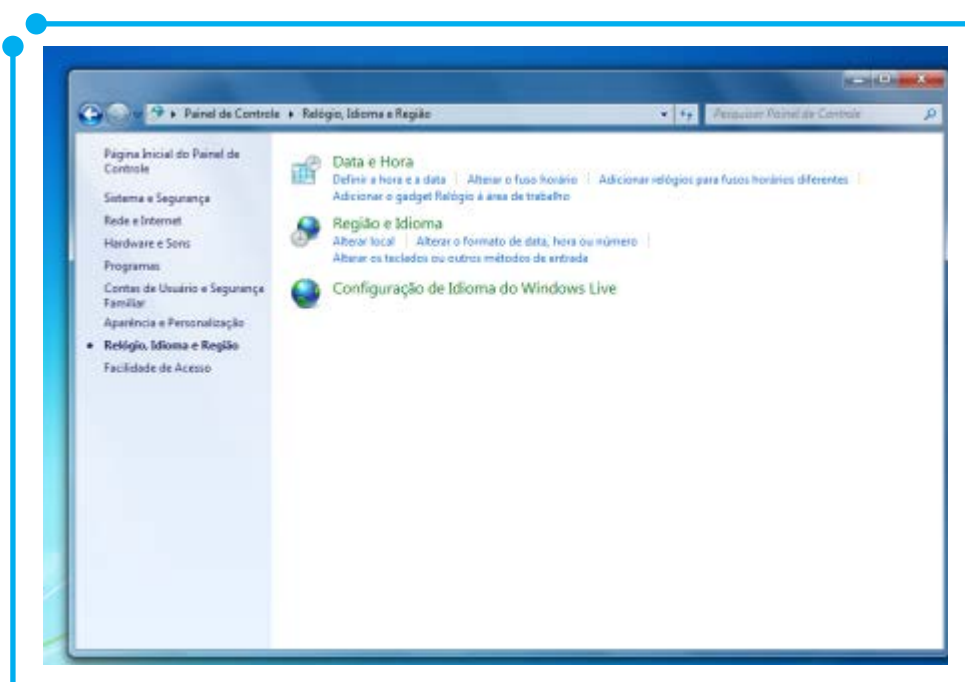 Painel de Controle ▸ Relógio, Idioma e Região
Pesquisar Painel de Controle
Página Inicial do Painel de
Controle
Sistema e Segurança
Rede e Internet
Hardware e Sons
Programas
Contas de Usuário e Segurança
Familiar
Aparência e Personalização
Relógio, Idioma e Região
Facilidade de Acesso
Data e Hora
Definir a hora e a data | Alterar o fuso horário | Adicionar relógios para fusos horários diferentes |
Adicionar o gadget Relógio à área de trabalho
Região e Idioma
Alterar local | Alterar o formato de data, hora ou número |
Alterar os teclados ou outros métodos de entrada
Configuração de Idioma do Windows Live